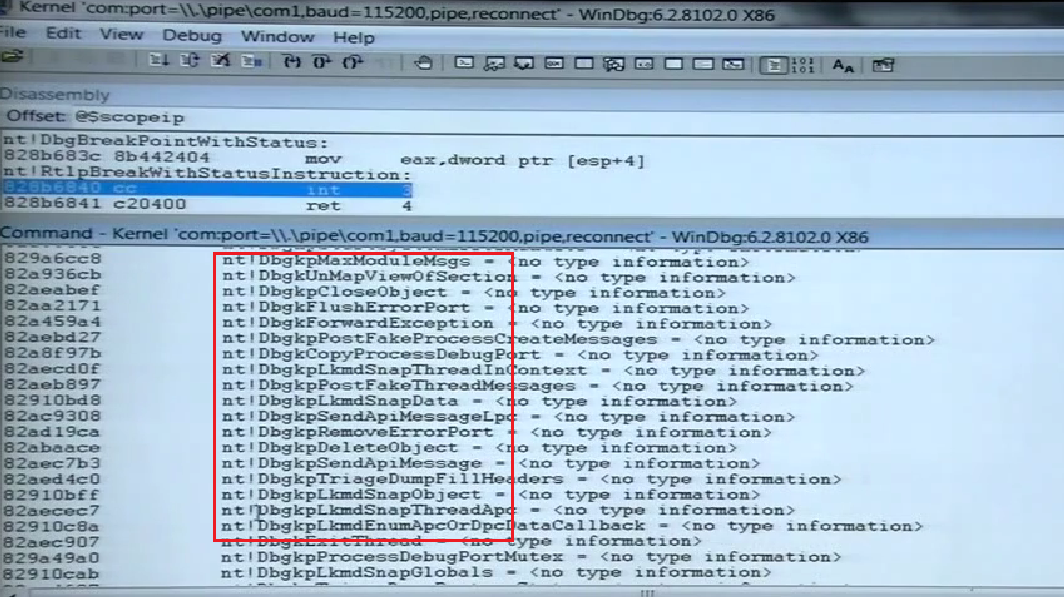 Kernel 'com:port=\\.\pipe\com1,baud=115200,pipe,reconnect' - WinDbg:6.2.8102.0 X86
File Edit View Debug Window Help
Disassembly
Offset: @$scopeip
nt!DbgBreakPointWithStatus:
828b683c 8b442404 mov eax,dword ptr [esp+4]
nt!RtlpBreakWithStatusInstruction:
828b6840 cc int 3
828b6841 c20400 ret 4
Command - Kernel 'com:port=\\.\pipe\com1,baud=115200,pipe,reconnect' - WinDbg:6.2.8102.0 X86
829a6cc8 nt!DbgkpMaxModuleMsgs = <no type information>
82a936cb nt!DbgkUnMapViewOfSection = <no type information>
82aeabef nt!DbgkpCloseObject = <no type information>
82aa2171 nt!DbgkFlushErrorPort = <no type information>
82a459a4 nt!DbgkForwardException = <no type information>
82aebd27 nt!DbgkpPostFakeProcessCreateMessages = <no type information>
82a8f97b nt!DbgkCopyProcessDebugPort = <no type information>
82aecd0f nt!DbgkpLkmdSnapThreadInContext = <no type information>
82aeb897 nt!DbgkpPostFakeThreadMessages = <no type information>
82910bd8 nt!DbgkpLkmdSnapData = <no type information>
82ac9308 nt!DbgkpSendApiMessageLpc = <no type information>
82ad19ca nt!DbgkpRemoveErrorPort = <no type information>
82abaace nt!DbgkpDeleteObject = <no type information>
82aec7b3 nt!DbgkpSendApiMessage = <no type information>
82aed4c0 nt!DbgkpTriageDumpFillHeaders = <no type information>
82910bff nt!DbgkpLkmdSnapObject = <no type information>
82aecec7 nt!DbgkpLkmdSnapThreadApc = <no type information>
82910c8a nt!DbgkpLkmdEnumApcOrDpcDataCallback = <no type information>
82aec907 nt!DbgkExitThread = <no type information>
829a49a0 nt!DbgkpProcessDebugPortMutex = <no type information>
82910cab nt!DbgkpLkmdSnapGlobals = <no type information>